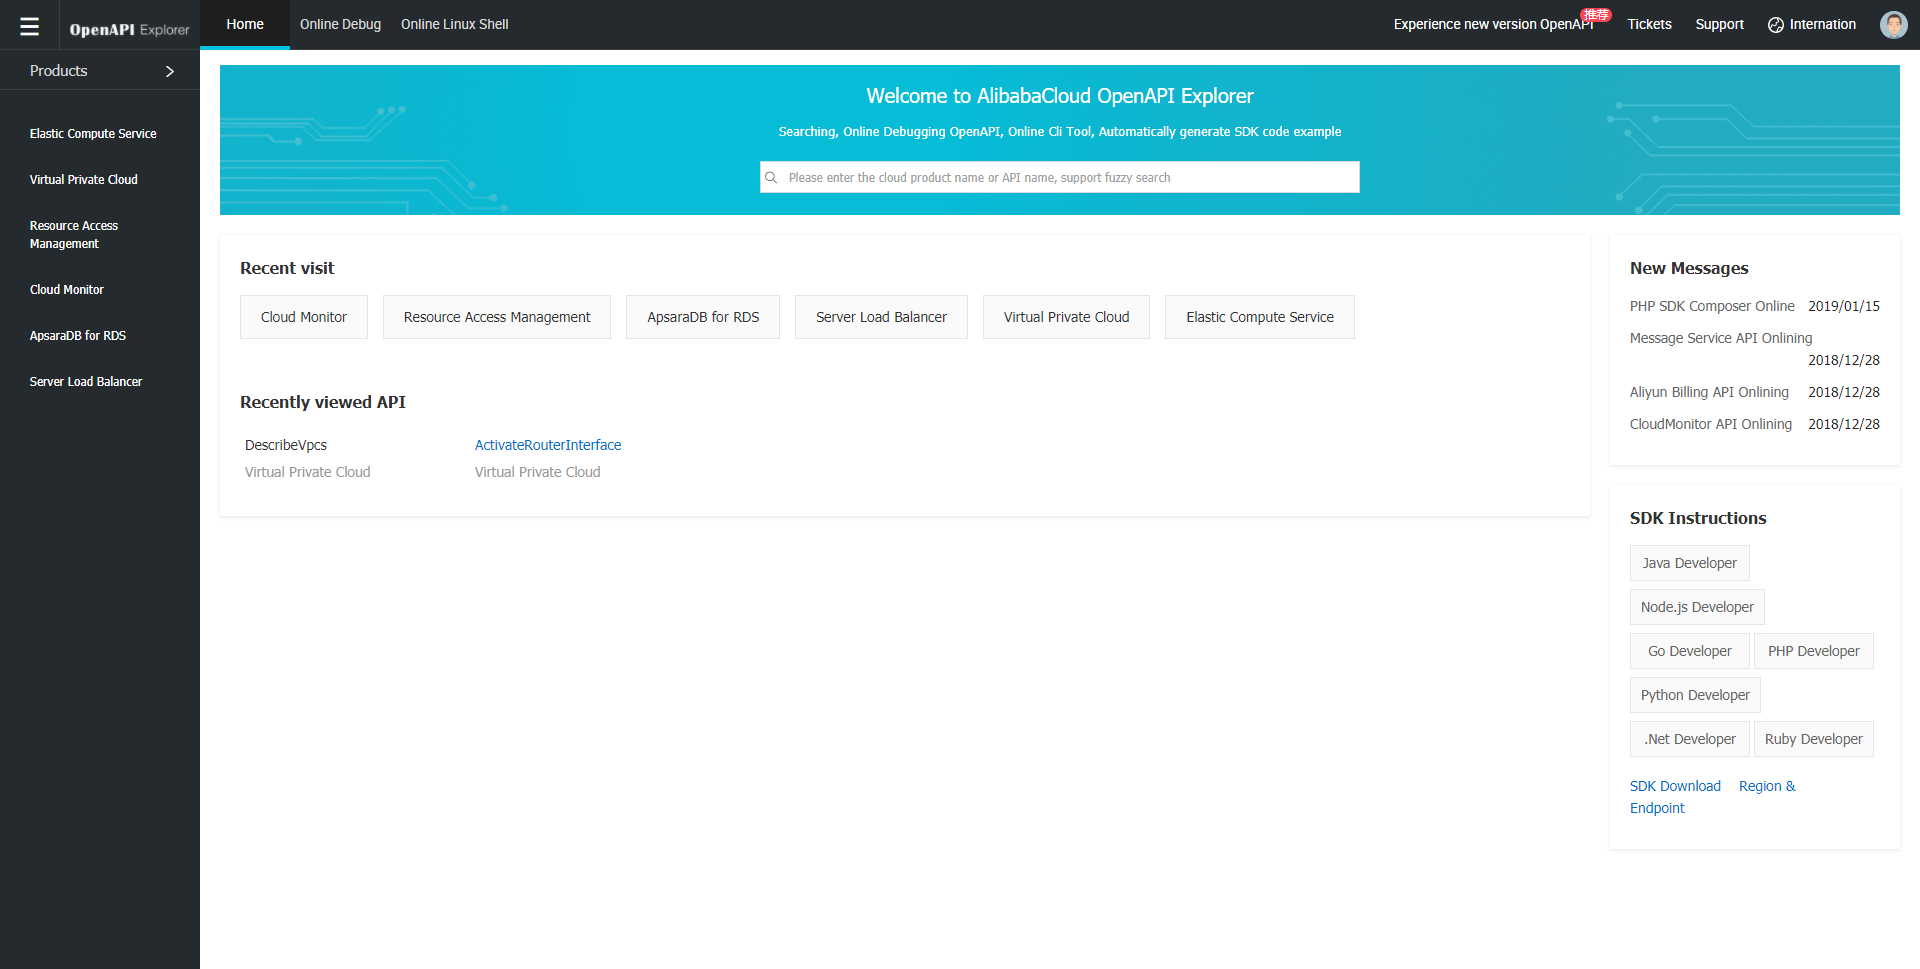 OpenAPI Explorer
Home
Online Debug
Online Linux Shell
Experience new version OpenAPI
推荐
Tickets
Support
Internation
Products
Elastic Compute Service
Virtual Private Cloud
Resource Access
Management
Cloud Monitor
ApsaraDB for RDS
Server Load Balancer
Welcome to AlibabaCloud OpenAPI Explorer
Searching, Online Debugging OpenAPI, Online Cli Tool, Automatically generate SDK code example
Please enter the cloud product name or API name, support fuzzy search
Recent visit
Cloud Monitor
Resource Access Management
ApsaraDB for RDS
Server Load Balancer
Virtual Private Cloud
Elastic Compute Service
Recently viewed API
DescribeVpcs
Virtual Private Cloud
ActivateRouterInterface
Virtual Private Cloud
New Messages
PHP SDK Composer Online 2019/01/15
Message Service API Onlining
2018/12/28
Aliyun Billing API Onlining 2018/12/28
CloudMonitor API Onlining 2018/12/28
SDK Instructions
Java Developer
Node.js Developer
Go Developer
PHP Developer
Python Developer
.Net Developer
Ruby Developer
SDK Download Region &
Endpoint